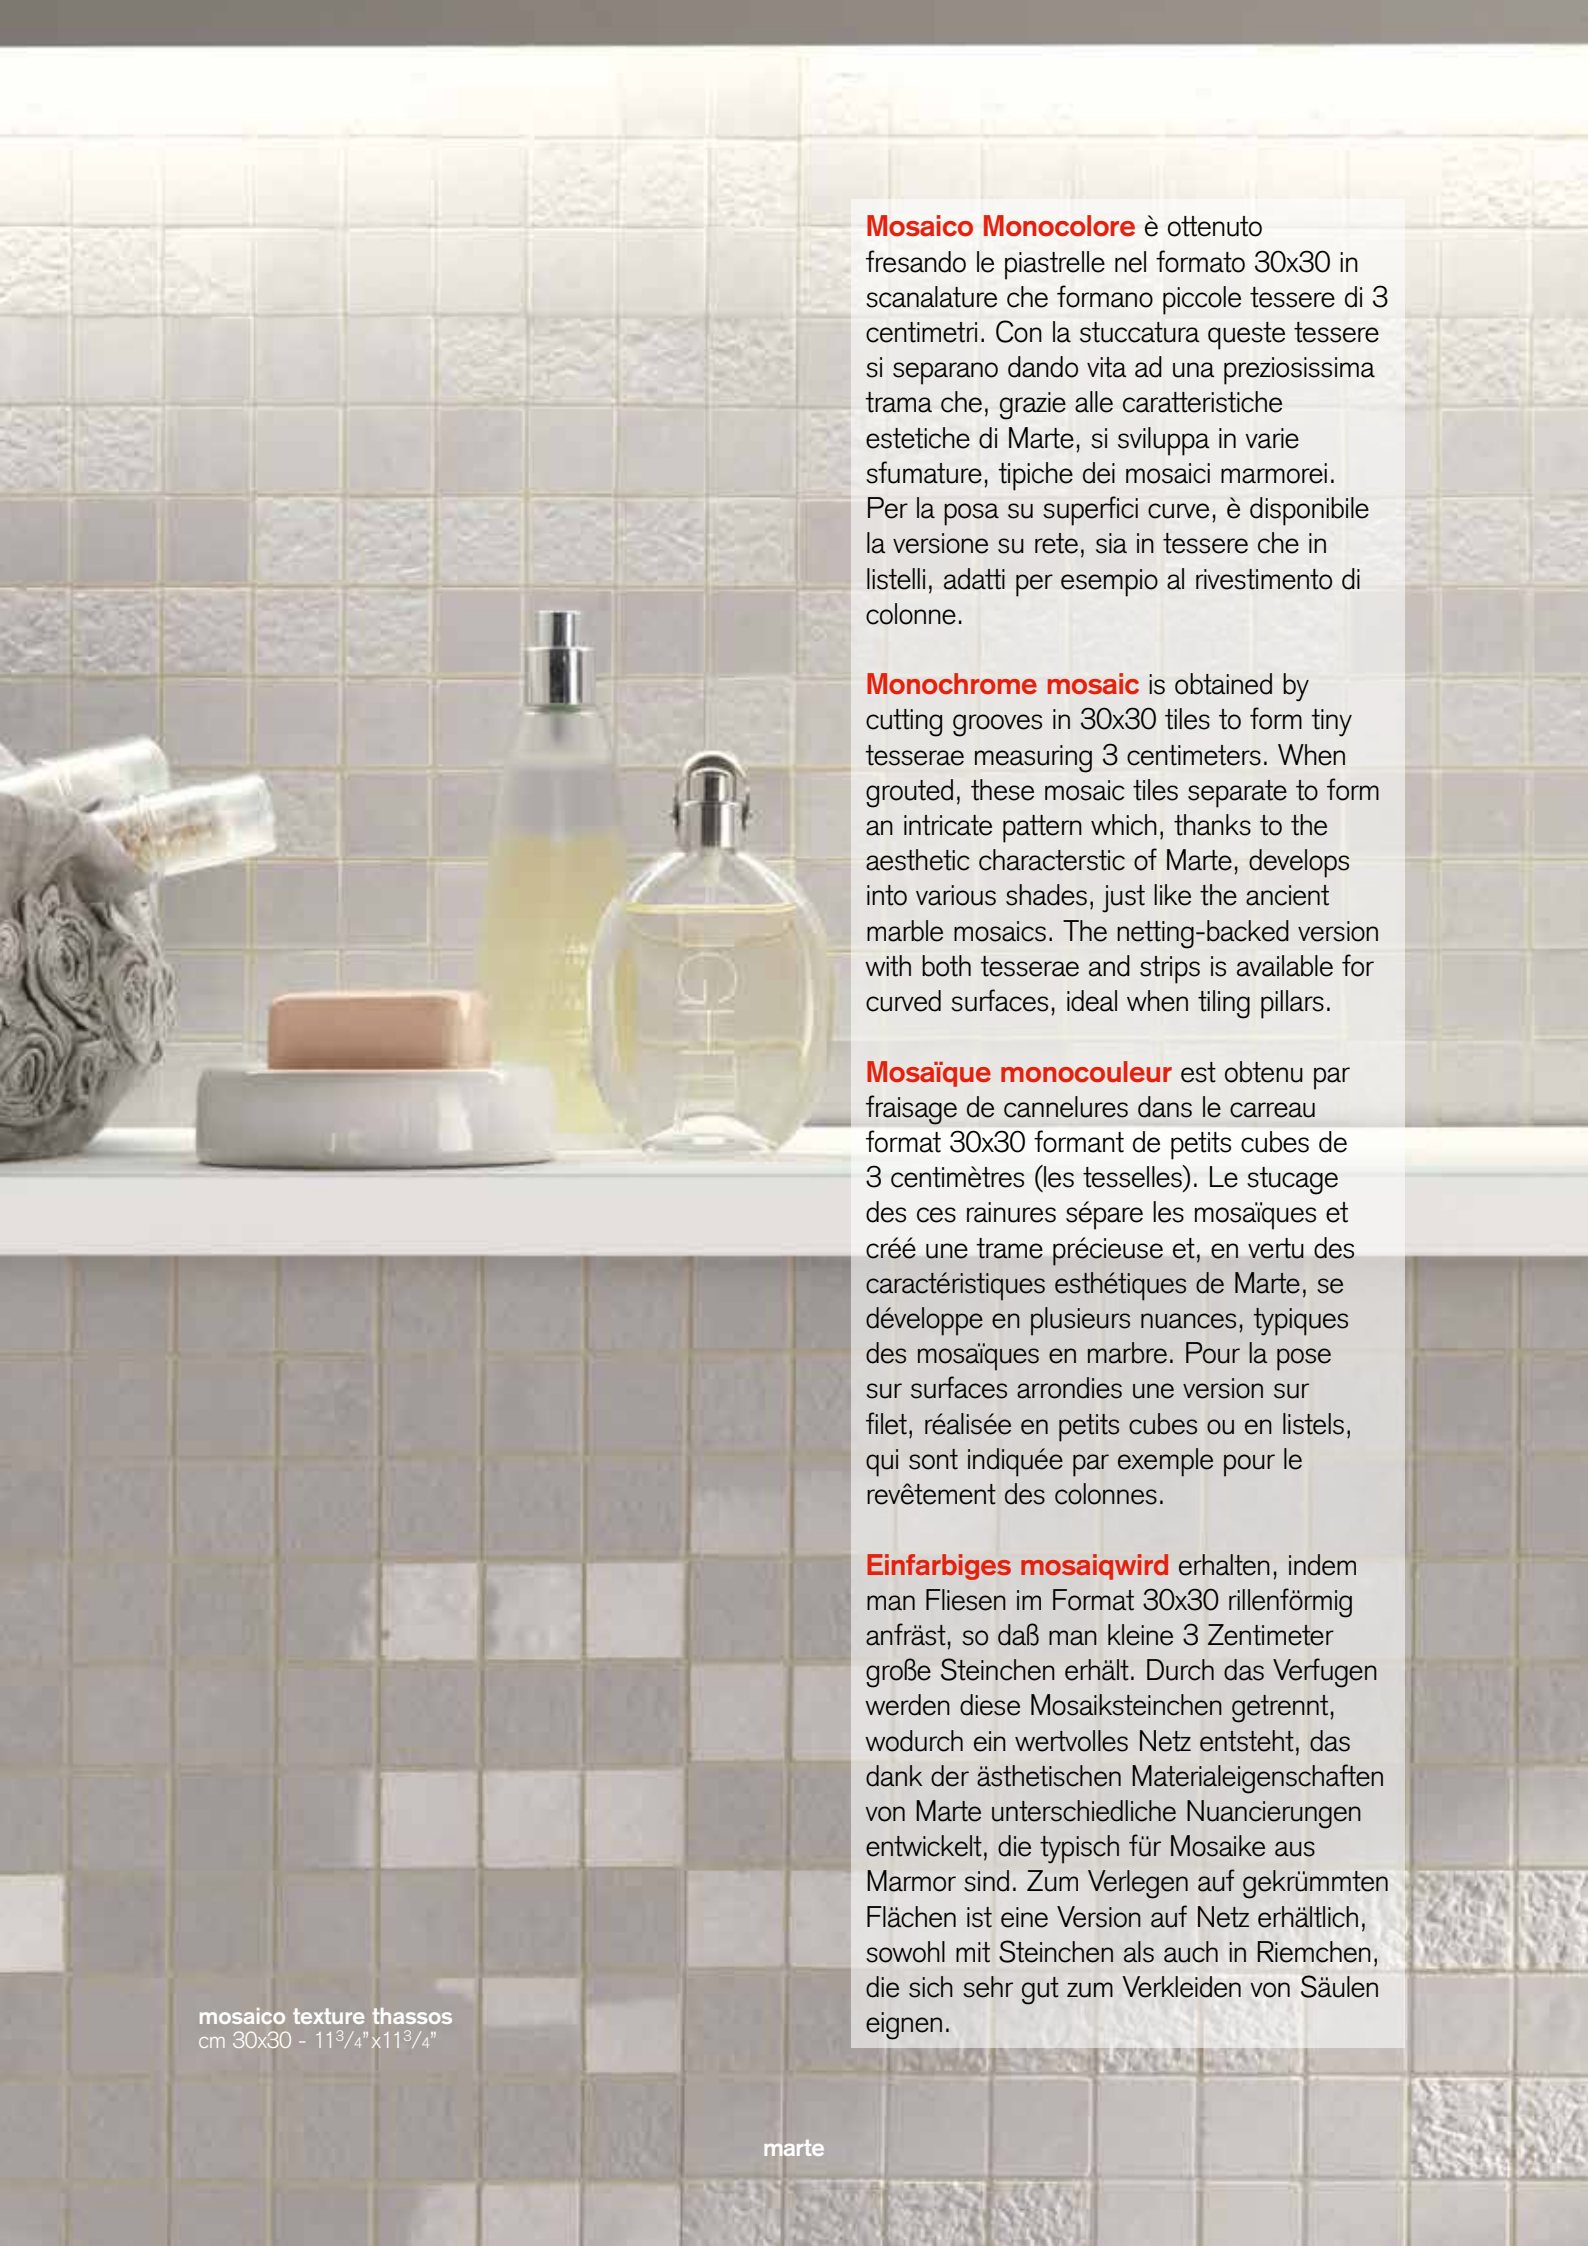 Mosaico Monocolore è ottenuto
fresando le piastrelle nel formato 30x30 in
scanalature che formano piccole tessere di 3
centimetri. Con la stuccatura queste tessere
si separano dando vita ad una preziosissima
trama che, grazie alle caratteristiche
estetiche di Marte, si sviluppa in varie
sfumature, tipiche dei mosaici marmorei.
Per la posa su superfici curve, è disponibile
la versione su rete, sia in tessere che in
listelli, adatti per esempio al rivestimento di
colonne.
Monochrome mosaic is obtained by
cutting grooves in 30x30 tiles to form tiny
tesserae measuring 3 centimeters. When
grouted, these mosaic tiles separate to form
an intricate pattern which, thanks to the
aesthetic characterstic of Marte, develops
into various shades, just like the ancient
marble mosaics. The netting-backed version
with both tesserae and strips is available for
curved surfaces, ideal when tiling pillars.
Mosaïque monocouleur est obtenu par
fraisage de cannelures dans le carreau
format 30x30 formant de petits cubes de
3 centimètres (les tesselles). Le stucage
des ces rainures sépare les mosaïques et
créé une trame précieuse et, en vertu des
caractéristiques esthétiques de Marte, se
développe en plusieurs nuances, typiques
des mosaïques en marbre. Pour la pose
sur surfaces arrondies une version sur
filet, réalisée en petits cubes ou en listels,
qui sont indiquée par exemple pour le
revêtement des colonnes.
Einfarbiges mosaiqwird erhalten, indem
man Fliesen im Format 30x30 rillenförmig
anfräst, so daß man kleine 3 Zentimeter
große Steinchen erhält. Durch das Verfugen
werden diese Mosaiksteinchen getrennt,
wodurch ein wertvolles Netz entsteht, das
dank der ästhetischen Materialeigenschaften
von Marte unterschiedliche Nuancierungen
entwickelt, die typisch für Mosaike aus
Marmor sind. Zum Verlegen auf gekrümmten
Flächen ist eine Version auf Netz erhältlich,
sowohl mit Steinchen als auch in Riemchen,
die sich sehr gut zum Verkleiden von Säulen
eignen.
mosaico texture thassos
cm 30x30 - 11³/₄"x11³/₄"
marte